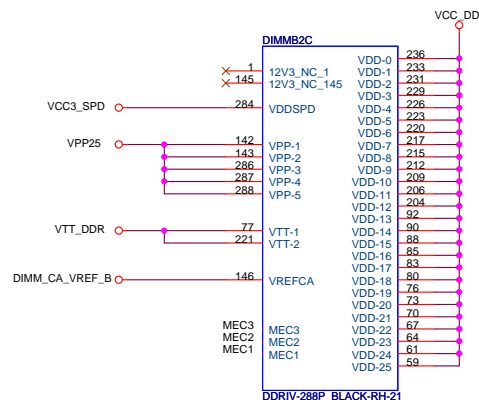 VCC_DD
DIMMB2C
1 12V3_NC_1
145 12V3_NC_145
VCC3_SPD 284 VDDSPD
VPP25 142 VPP-1
143 VPP-2
286 VPP-3
287 VPP-4
288 VPP-5
VTT_DDR 77 VTT-1
221 VTT-2
DIMM_CA_VREF_B 146 VREFCA
MEC3 MEC3
MEC2 MEC2
MEC1 MEC1
VDD-0 236
VDD-1 233
VDD-2 231
VDD-3 229
VDD-4 226
VDD-5 223
VDD-6 220
VDD-7 217
VDD-8 215
VDD-9 212
VDD-10 209
VDD-11 206
VDD-12 204
VDD-13 92
VDD-14 90
VDD-15 88
VDD-16 85
VDD-17 83
VDD-18 80
VDD-19 76
VDD-20 73
VDD-21 70
VDD-22 67
VDD-23 64
VDD-24 61
VDD-25 59
DDRIV-288P_BLACK-RH-21